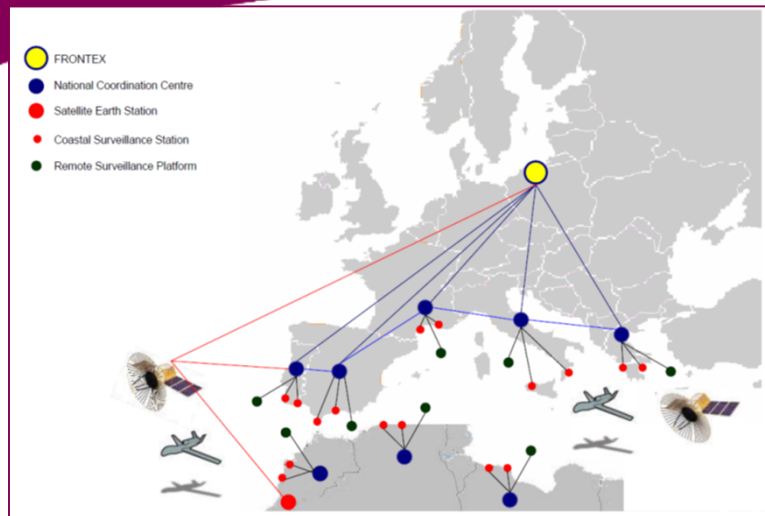 FRONTEX
National Coordination Centre
Satellite Earth Station
Coastal Surveillance Station
Remote Surveillance Platform